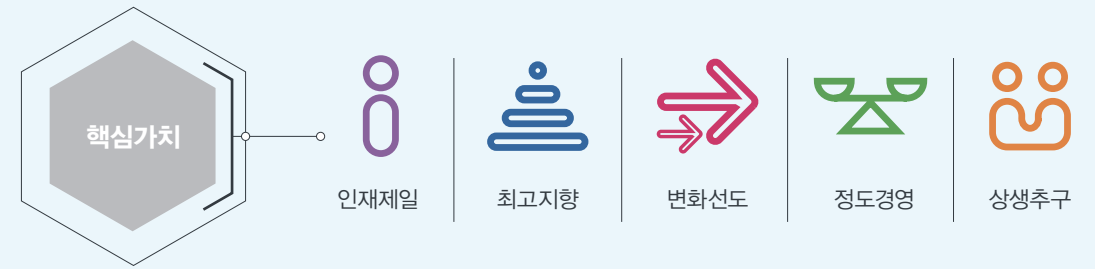 핵심가치
인재제일
최고지향
변화선도
정도경영
상생추구